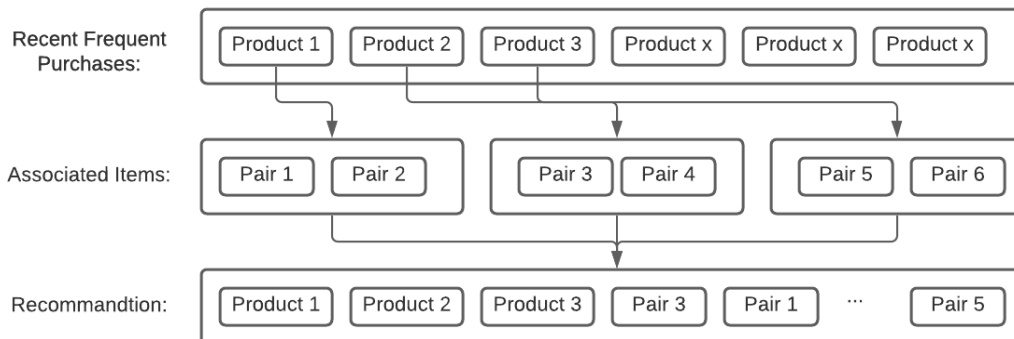 Recent Frequent
Purchases:
Product 1 Product 2 Product 3 Product x Product x Product x
Associated Items:
Pair 1 Pair 2 Pair 3 Pair 4 Pair 5 Pair 6
Recommandtion:
Product 1 Product 2 Product 3 Pair 3 Pair 1 ... Pair 5